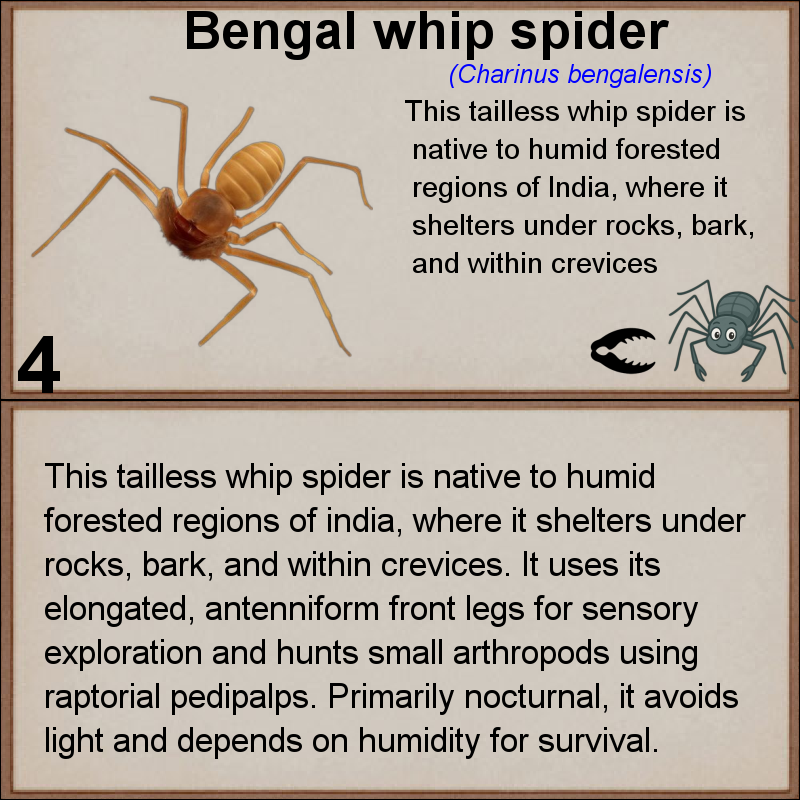 Bengal whip spider
(Charinus bengalensis)
This tailless whip spider is
native to humid forested
regions of India, where it
shelters under rocks, bark,
and within crevices
4
This tailless whip spider is native to humid
forested regions of india, where it shelters under
rocks, bark, and within crevices. It uses its
elongated, antenniform front legs for sensory
exploration and hunts small arthropods using
raptorial pedipalps. Primarily nocturnal, it avoids
light and depends on humidity for survival.